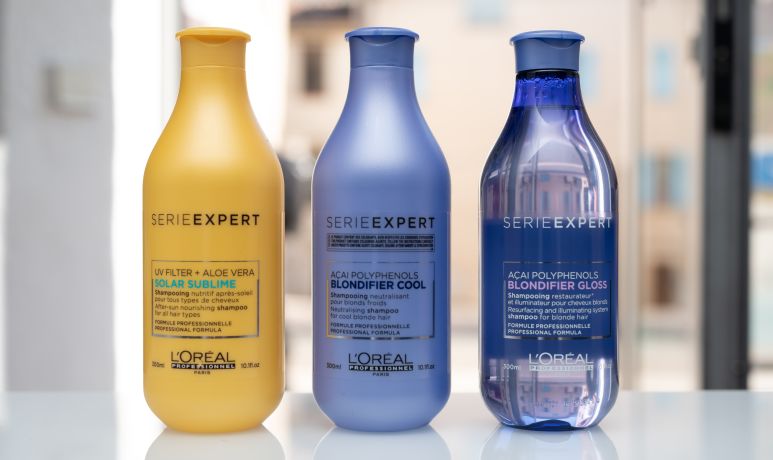 SERIEEXPERT
UV FILTER + ALOE VERA
SOLAR SUBLIME
Shampooing nutritif après-soleil
pour tous types de cheveux
After-sun nourishing shampoo
for all hair types
FORMULE PROFESSIONNELLE
PROFESSIONAL FORMULA
L'ORÉAL
PROFESSIONNEL
PARIS
300ml 10.1fl.oz
SERIEEXPERT
AÇAI POLYPHENOLS
BLONDIFIER COOL
Shampooing neutralisant
pour blonds froids
Neutralising shampoo
for cool blonde hair
FORMULE PROFESSIONNELLE
PROFESSIONAL FORMULA
L'ORÉAL
PROFESSIONNEL
PARIS
300ml 10.1fl.oz
SERIEEXPERT
AÇAI POLYPHENOLS
BLONDIFIER GLOSS
Shampooing restaurateur*
et illuminateur pour cheveux blonds
Resurfacing and illuminating system
shampoo for blonde hair
FORMULE PROFESSIONNELLE
PROFESSIONAL FORMULA
L'ORÉAL
PROFESSIONNEL
300ml 10.1fl.oz